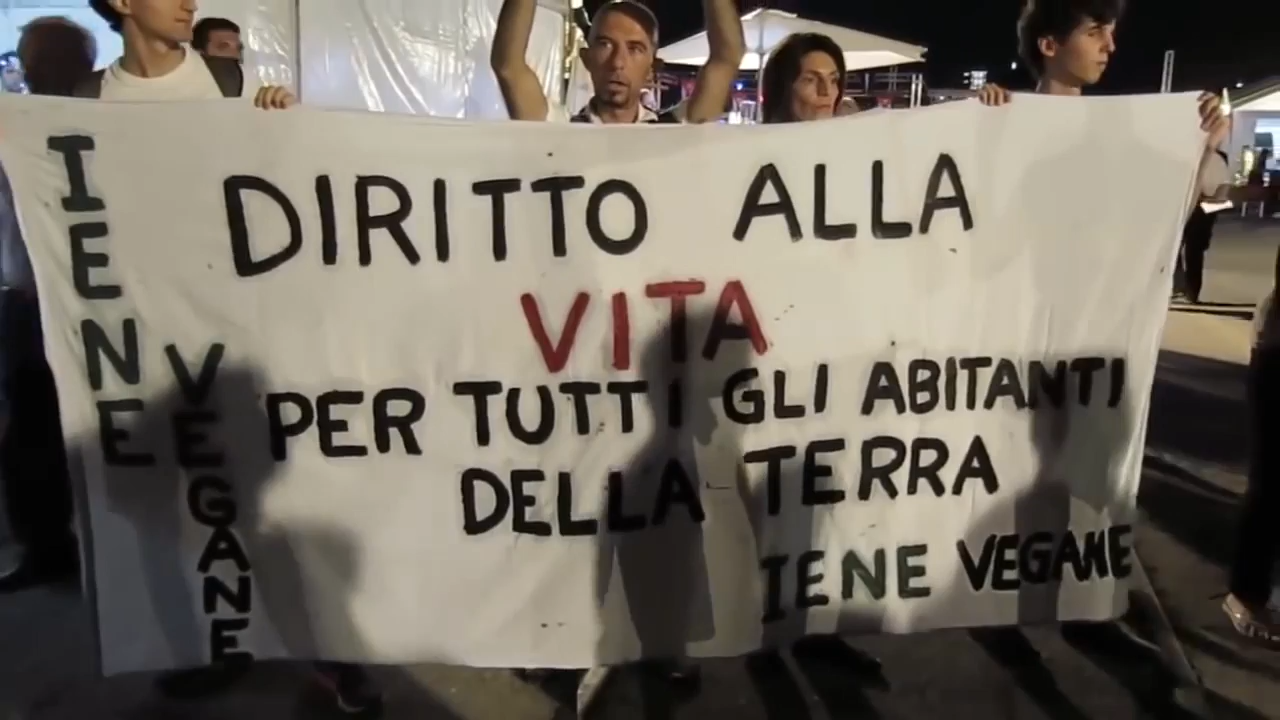 IENE
VEGANE
DIRITTO ALLA
VITA
PER TUTTI GLI ABITANTI
DELLA TERRA
IENE VEGANE